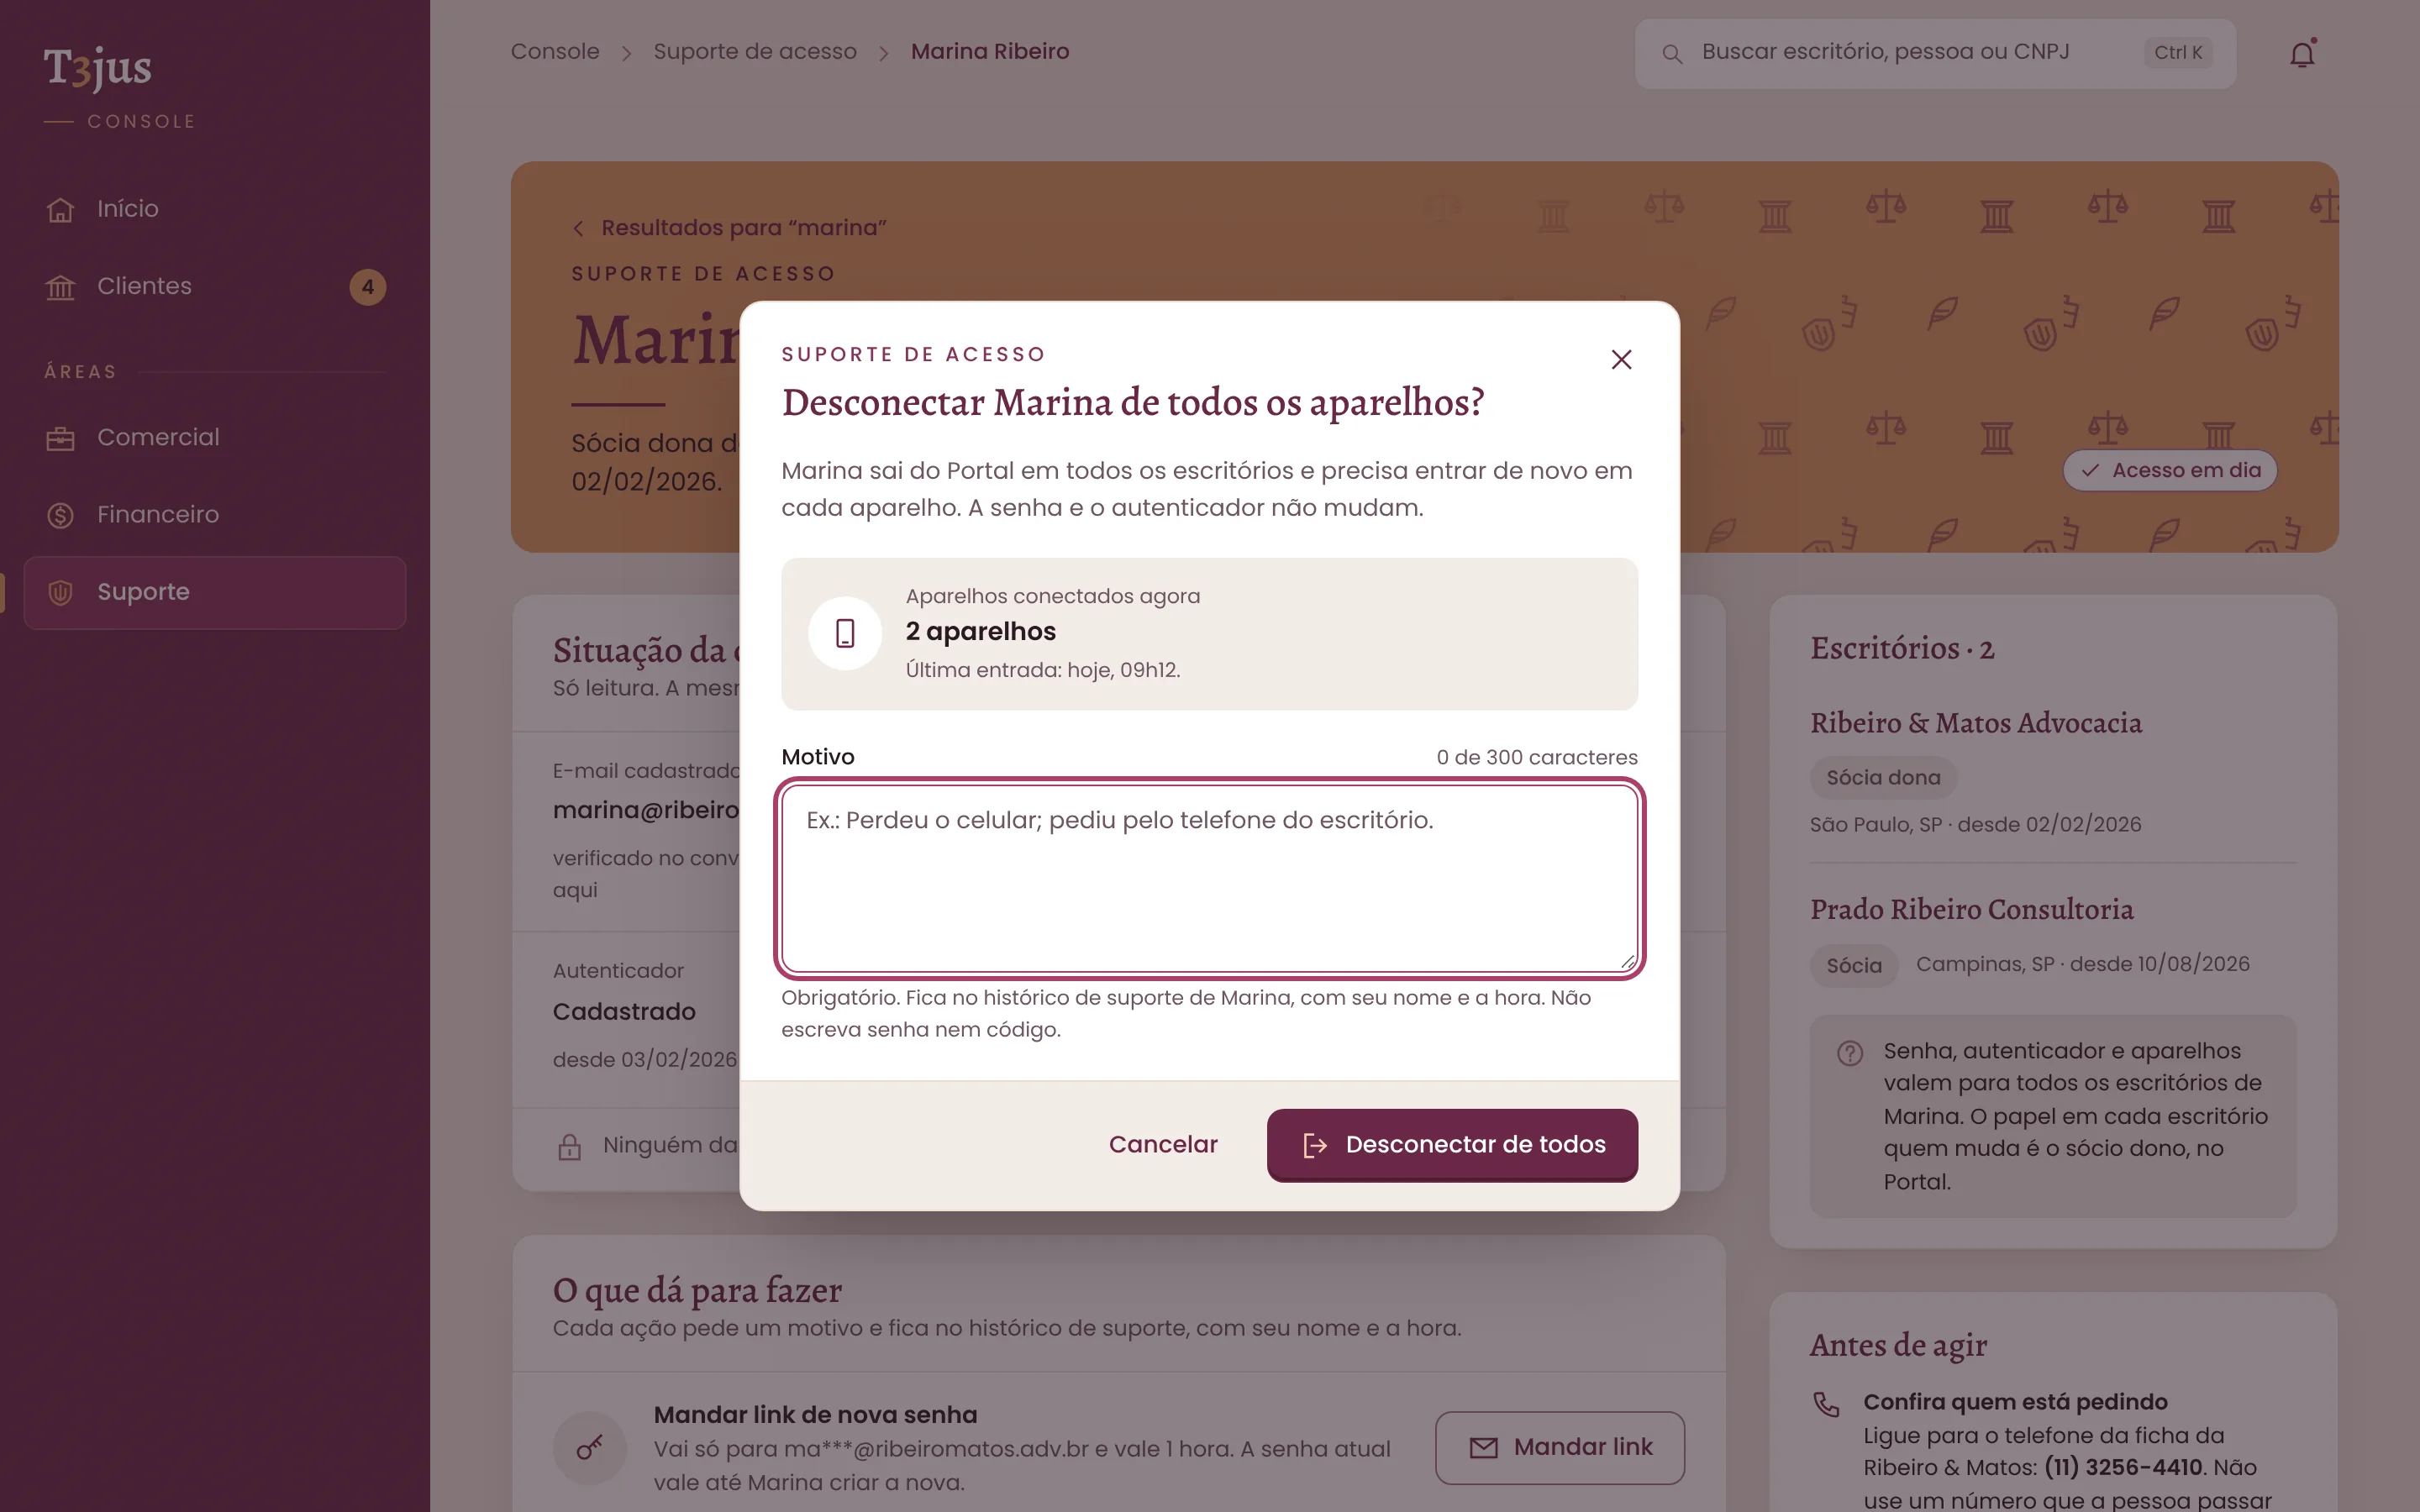 T3jus
CONSOLE
Início
Clientes
4
ÁREAS
Comercial
Financeiro
Suporte
Console
Suporte de acesso
Marina Ribeiro
Buscar escritório, pessoa ou CNPJ
Ctrl K
Resultados para “marina”
SUPORTE DE ACESSO
Sócia dona
02/02/2026.
Acesso em dia
SUPORTE DE ACESSO
Desconectar Marina de todos os aparelhos?
Marina sai do Portal em todos os escritórios e precisa entrar de novo em
cada aparelho. A senha e o autenticador não mudam.
Aparelhos conectados agora
2 aparelhos
Última entrada: hoje, 09h12.
Motivo
0 de 300 caracteres
Ex.: Perdeu o celular; pediu pelo telefone do escritório.
Obrigatório. Fica no histórico de suporte de Marina, com seu nome e a hora. Não
escreva senha nem código.
Cancelar
Desconectar de todos
Situação da
Só leitura. A
E-mail cadastrado
marina@ribeiro
verificado no
aqui
Autenticador
Cadastrado
desde 03/02/2026
Ninguém
O que dá para fazer
Cada ação pede um motivo e fica no histórico de suporte, com seu nome e a hora.
Mandar link de nova senha
Vai só para ma***@ribeiromatos.adv.br e vale 1 hora. A senha atual
vale até Marina criar a nova.
Mandar link
Escritórios · 2
Ribeiro & Matos Advocacia
Sócia dona
São Paulo, SP · desde 02/02/2026
Prado Ribeiro Consultoria
Sócia
Campinas, SP · desde 10/08/2026
Senha, autenticador e aparelhos
valem para todos os escritórios de
Marina. O papel em cada escritório
quem muda é o sócio dono, no
Portal.
Antes de agir
Confira quem está pedindo
Ligue para o telefone da ficha da
Ribeiro & Matos: (11) 3256-4410. Não
use um número que a pessoa passar